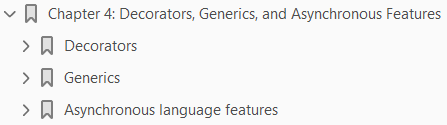 Chapter 4: Decorators, Generics, and Asynchronous Features
Decorators
Generics
Asynchronous language features